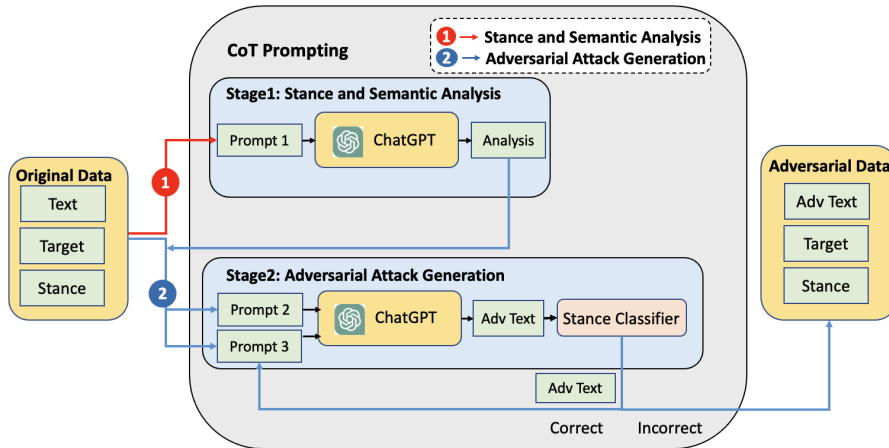 1 Stance and Semantic Analysis
2 Adversarial Attack Generation
CoT Prompting
Stage1: Stance and Semantic Analysis
Prompt 1
ChatGPT
Analysis
Original Data
Text
Target
Stance
1
2
Stage2: Adversarial Attack Generation
Prompt 2
Prompt 3
ChatGPT
Adv Text
Stance Classifier
Adv Text
Correct
Incorrect
Adversarial Data
Adv Text
Target
Stance